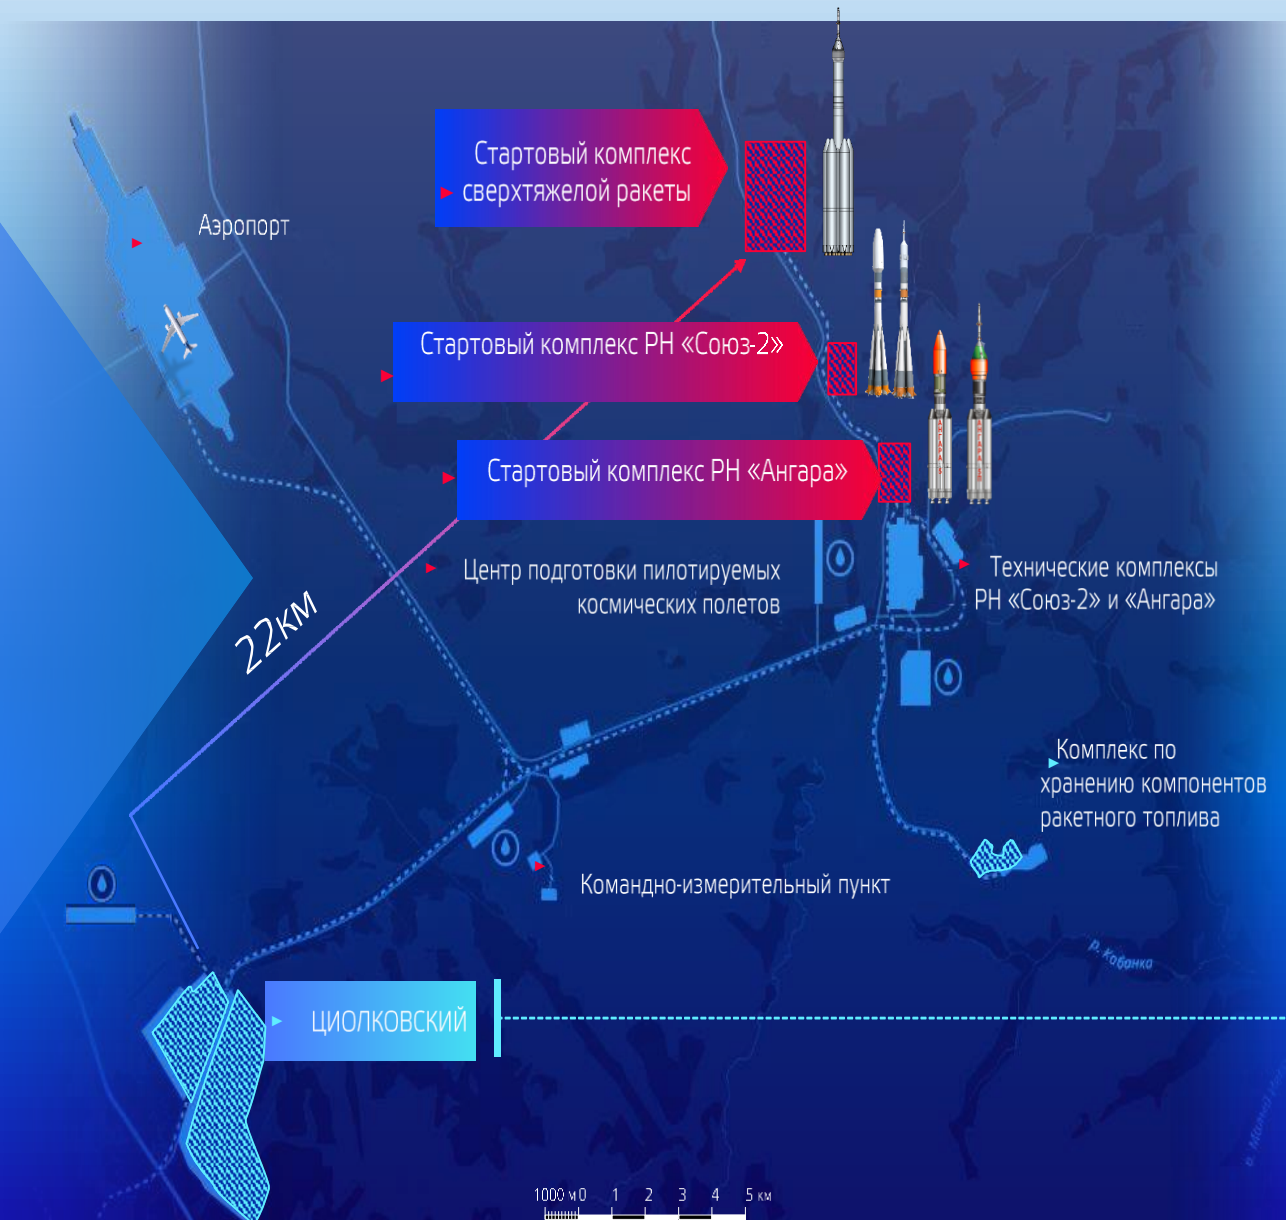 Стартовый комплекс
сверхтяжелой ракеты
Аэропорт
Стартовый комплекс РН «Союз-2»
Стартовый комплекс РН «Ангара»
Центр подготовки пилотируемых
космических полетов
Технические комплексы
РН «Союз-2» и «Ангара»
22км
Комплекс по
хранению компонентов
ракетного топлива
Командно-измерительный пункт
р. Кабанка
ЦИОЛКОВСКИЙ
1000 м 0 1 2 3 4 5 км